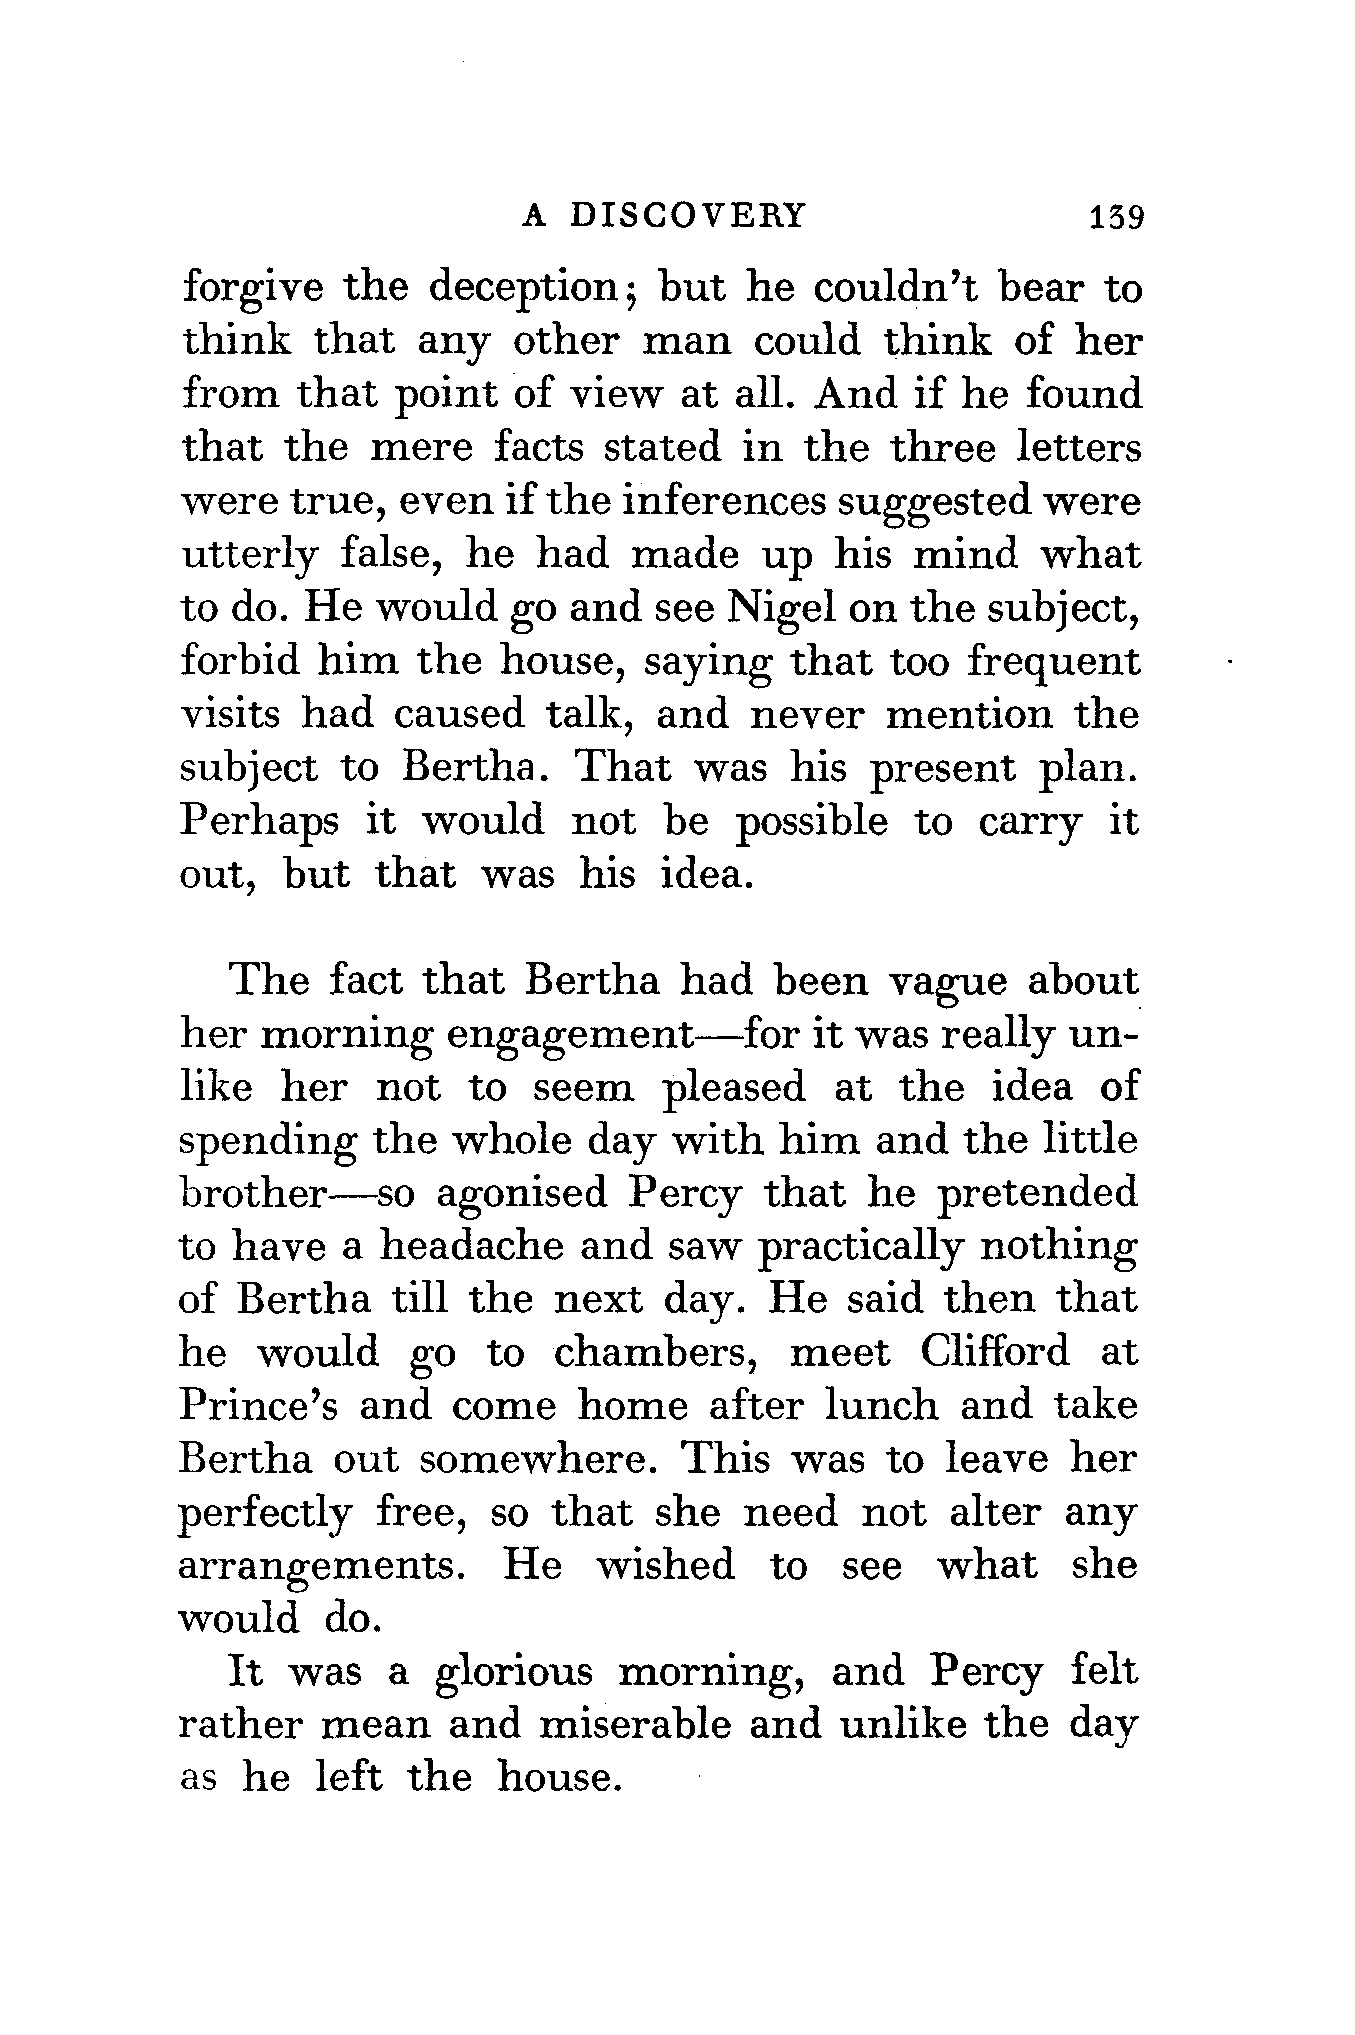 A DISCOVERY 139
forgive the deception; but he couldn't bear to
think that any other man could think of her
from that point of view at all. And if he found
that the mere facts stated in the three letters
were true, even if the inferences suggested were
utterly false, he had made up his mind what
to do. He would go and see Nigel on the subject,
forbid him the house, saying that too frequent
visits had caused talk, and never mention the
subject to Bertha. That was his present plan.
Perhaps it would not be possible to carry it
out, but that was his idea.
The fact that Bertha had been vague about
her morning engagement—for it was really un-
like her not to seem pleased at the idea of
spending the whole day with him and the little
brother—so agonised Percy that he pretended
to have a headache and saw practically nothing
of Bertha till the next day. He said then that
he would go to chambers, meet Clifford at
Prince's and come home after lunch and take
Bertha out somewhere. This was to leave her
perfectly free, so that she need not alter any
arrangements. He wished to see what she
would do.
It was a glorious morning, and Percy felt
rather mean and miserable and unlike the day
as he left the house.